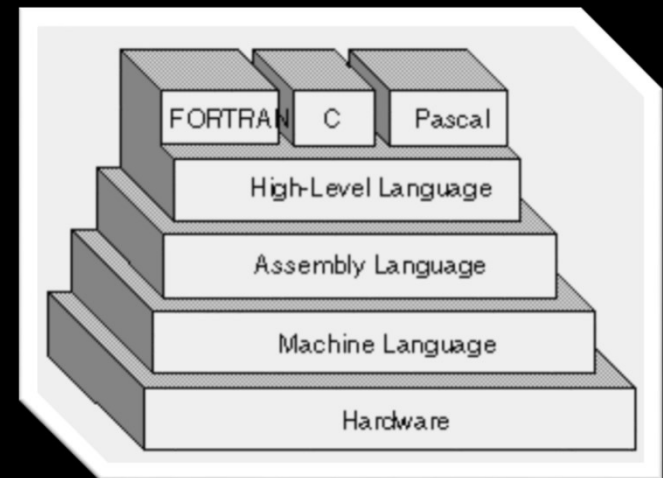 FORTRAN C Pascal
High-Level Language
Assembly Language
Machine Language
Hardware